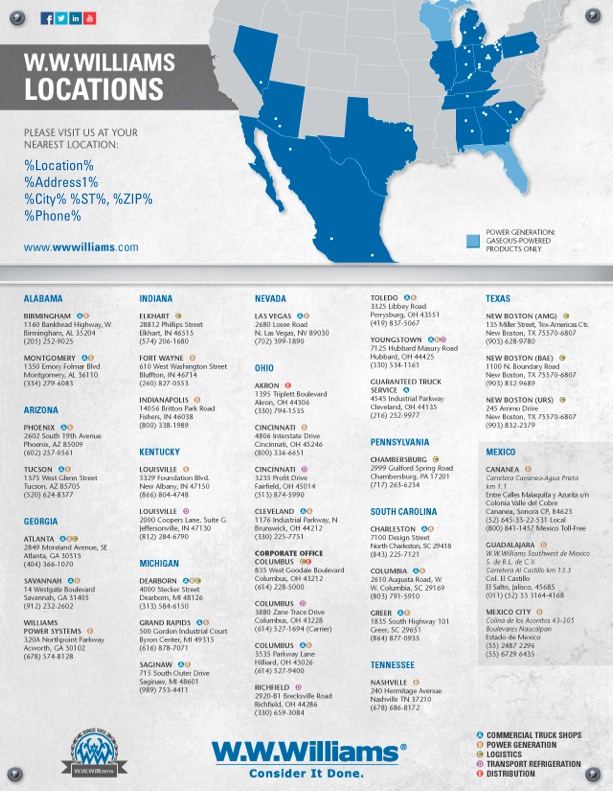 W.W.WILLIAMS
LOCATIONS
PLEASE VISIT US AT YOUR
NEAREST LOCATION:
%Location%
%Address1%
%City% %ST%, %ZIP%
%Phone%
www.wwwilliams.com
POWER GENERATION:
GASEOUS-POWERED
PRODUCTS ONLY
ALABAMA
BIRMINGHAM A B
1160 Bankhead Highway, W
Birmingham, AL 35204
(205) 252-9025
MONTGOMERY A B
1350 Emory Folmar Blvd
Montgomery, AL 36110
(334) 279-6083
ARIZONA
PHOENIX A B
2602 South 19th Avenue
Phoenix, AZ 85009
(602) 257-0561
TUCSON A B
1375 West Glenn Street
Tucson, AZ 85705
(520) 624-8377
GEORGIA
ATLANTA A B C
2849 Moreland Avenue, SE
Atlanta, GA 30315
(404) 366-1070
SAVANNAH A B
14 Westgate Boulevard
Savannah, GA 31405
(912) 232-2602
WILLIAMS
POWER SYSTEMS B
320A Northpoint Parkway
Acworth, GA 30102
(678) 574-8128
INDIANA
ELKHART C
28812 Phillips Street
Elkhart, IN 46515
(574) 206-1680
FORT WAYNE B
610 West Washington Street
Bluffton, IN 46714
(260) 827-0553
INDIANAPOLIS B
14056 Britton Park Road
Fishers, IN 46038
(800) 338-1989
KENTUCKY
LOUISVILLE B
5329 Foundation Blvd.
New Albany, IN 47150
(866) 804-4748
LOUISVILLE D
2000 Coopers Lane, Suite G
Jeffersonville, IN 47130
(812) 284-6790
MICHIGAN
DEARBORN A B C
4000 Stecker Street
Dearborn, MI 48126
(313) 584-6150
GRAND RAPIDS A B
500 Gordon Industrial Court
Byron Center, MI 49315
(616) 878-7071
SAGINAW A B
715 South Outer Drive
Saginaw, MI 48601
(989) 753-4411
NEVADA
LAS VEGAS A B
2680 Losee Road
N. Las Vegas, NV 89030
(702) 399-1890
OHIO
AKRON E
1395 Triplett Boulevard
Akron, OH 44306
(330) 794-1535
CINCINNATI B
4806 Interstate Drive
Cincinnati, OH 45246
(800) 336-6651
CINCINNATI D
3235 Profit Drive
Fairfield, OH 45014
(513) 874-5990
CLEVELAND A B
1176 Industrial Parkway, N
Brunswick, OH 44212
(330) 225-7751
CORPORATE OFFICE
COLUMBUS C E
835 West Goodale Boulevard
Columbus, OH 43212
(614) 228-5000
COLUMBUS D
3880 Zane Trace Drive
Columbus, OH 43228
(614) 527-1694 (Carrier)
COLUMBUS A B
3535 Parkway Lane
Hilliard, OH 43026
(614) 527-9400
RICHFIELD D
2920-B1 Brecksville Road
Richfield, OH 44286
(330) 659-3084
TOLEDO A B
3325 Libbey Road
Perrysburg, OH 43551
(419) 837-5067
YOUNGSTOWN A B D
7125 Hubbard Masury Road
Hubbard, OH 44425
(330) 534-1161
GUARANTEED TRUCK
SERVICE A
4545 Industrial Parkway
Cleveland, OH 44135
(216) 252-9977
PENNSYLVANIA
CHAMBERSBURG C
2999 Guilford Spring Road
Chambersburg, PA 17201
(717) 263-6234
SOUTH CAROLINA
CHARLESTON A B
7100 Design Street
North Charleston, SC 29418
(843) 225-7121
COLUMBIA A B
2610 Augusta Road, W
W. Columbia, SC 29169
(803) 791-5910
GREER A B
1835 South Highway 101
Greer, SC 29651
(864) 877-0935
TENNESSEE
NASHVILLE B
240 Hermitage Avenue
Nashville TN 37210
(678) 686-8172
TEXAS
NEW BOSTON (AMG) C
135 Miller Street, Tex-Americas Ctr.
New Boston, TX 75570-6807
(903) 628-9780
NEW BOSTON (BAE) C
1100 N. Boundary Road
New Boston, TX 75570-6807
(903) 832-9689
NEW BOSTON (URS) C
245 Ammo Drive
New Boston, TX 75570-6807
(903) 832-2379
MEXICO
CANANEA B
Carretera Cananea-Agua Prieta
km 1.1
Entre Calles Malaquita y Azurita s/n
Colonia Valle del Cobre
Cananea, Sonora CP, 84623
(52) 645-33-22-531 Local
(800) 841-1457 Mexico Toll-Free
GUADALAJARA B
W.W.Williams Southwest de Mexico
S. de R.L. de C.V.
Carretera Al Castillo km 13.5
Col. El Castillo
El Salto, Jalisco, 45685
(011) (52) 33 3164-4168
MEXICO CITY B
Colina de los Aconitos 43-305
Boulevares Naucalpan
Estado de Mexico
(55) 2487 2296
(55) 6729 6435
W.W.Williams
W.W.Williams®
Consider It Done.
A COMMERCIAL TRUCK SHOPS
B POWER GENERATION
C LOGISTICS
D TRANSPORT REFRIGERATION
E DISTRIBUTION